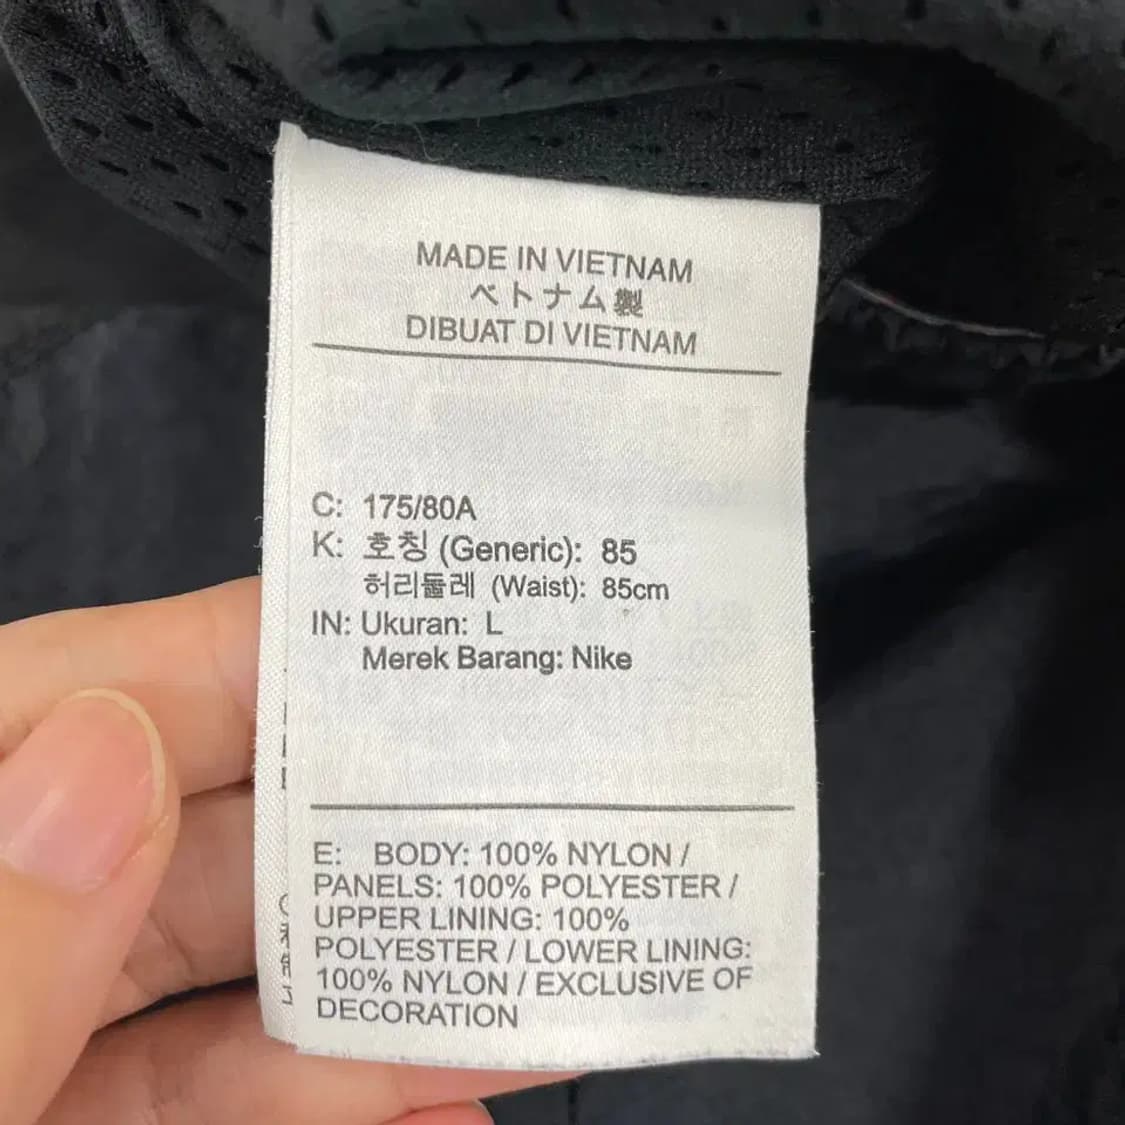 MADE IN VIETNAM
ベトナム製
DIBUAT DI VIETNAM
C: 175/80A
K: 호칭 (Generic): 85
허리둘레 (Waist): 85cm
IN: Ukuran: L
Merek Barang: Nike
E: BODY: 100% NYLON /
PANELS: 100% POLYESTER /
UPPER LINING: 100%
POLYESTER / LOWER LINING:
100% NYLON / EXCLUSIVE OF
DECORATION